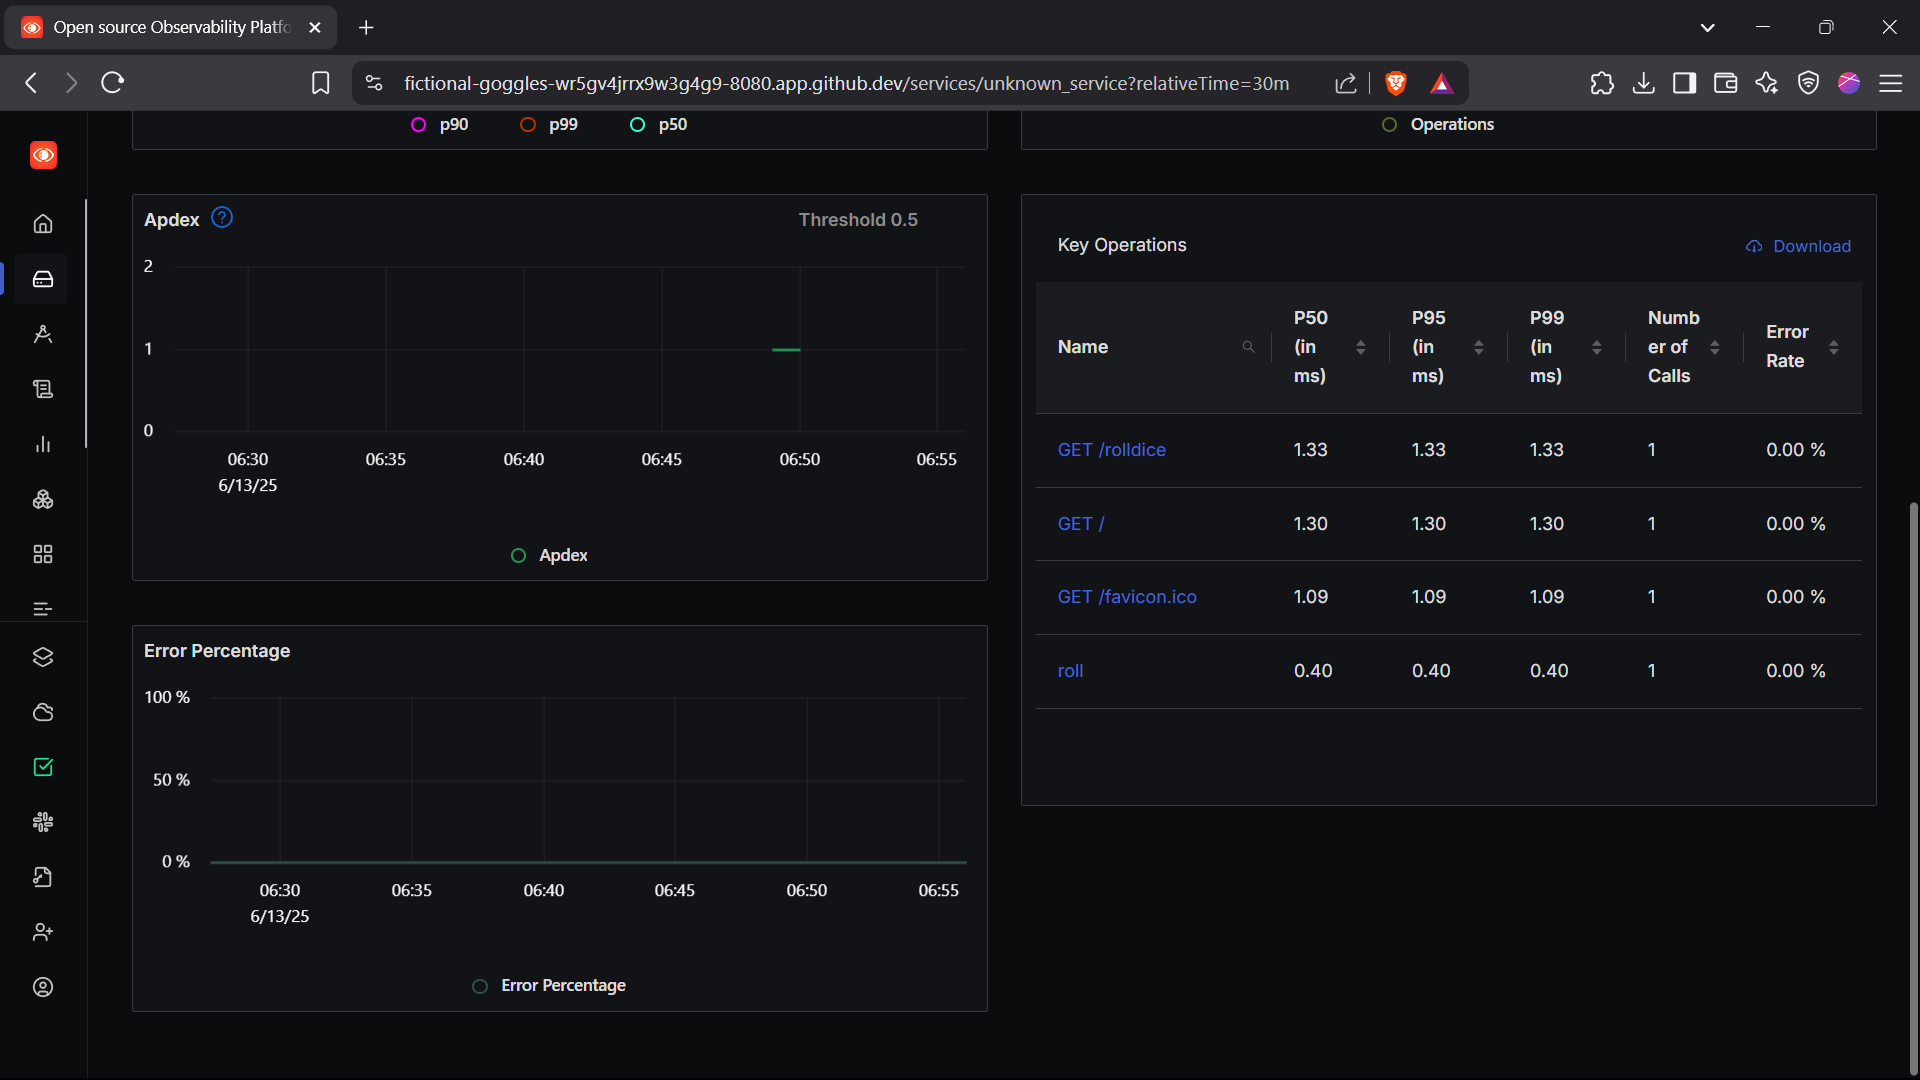 Open source Observability Platfo
fictional-goggles-wr5gv4jrrx9w3g4g9-8080.app.github.dev/services/unknown_service?relativeTime=30m
p90 p99 p50
Operations
Apdex ?
Threshold 0.5
2
1
0
06:30 06:35 06:40 06:45 06:50 06:55
6/13/25
Apdex
Error Percentage
100 %
50 %
0 %
06:30 06:35 06:40 06:45 06:50 06:55
6/13/25
Error Percentage
Key Operations
Download
Name
P50
(in
ms)
P95
(in
ms)
P99
(in
ms)
Numb
er of
Calls
Error
Rate
GET /rolldice 1.33 1.33 1.33 1 0.00 %
GET / 1.30 1.30 1.30 1 0.00 %
GET /favicon.ico 1.09 1.09 1.09 1 0.00 %
roll 0.40 0.40 0.40 1 0.00 %